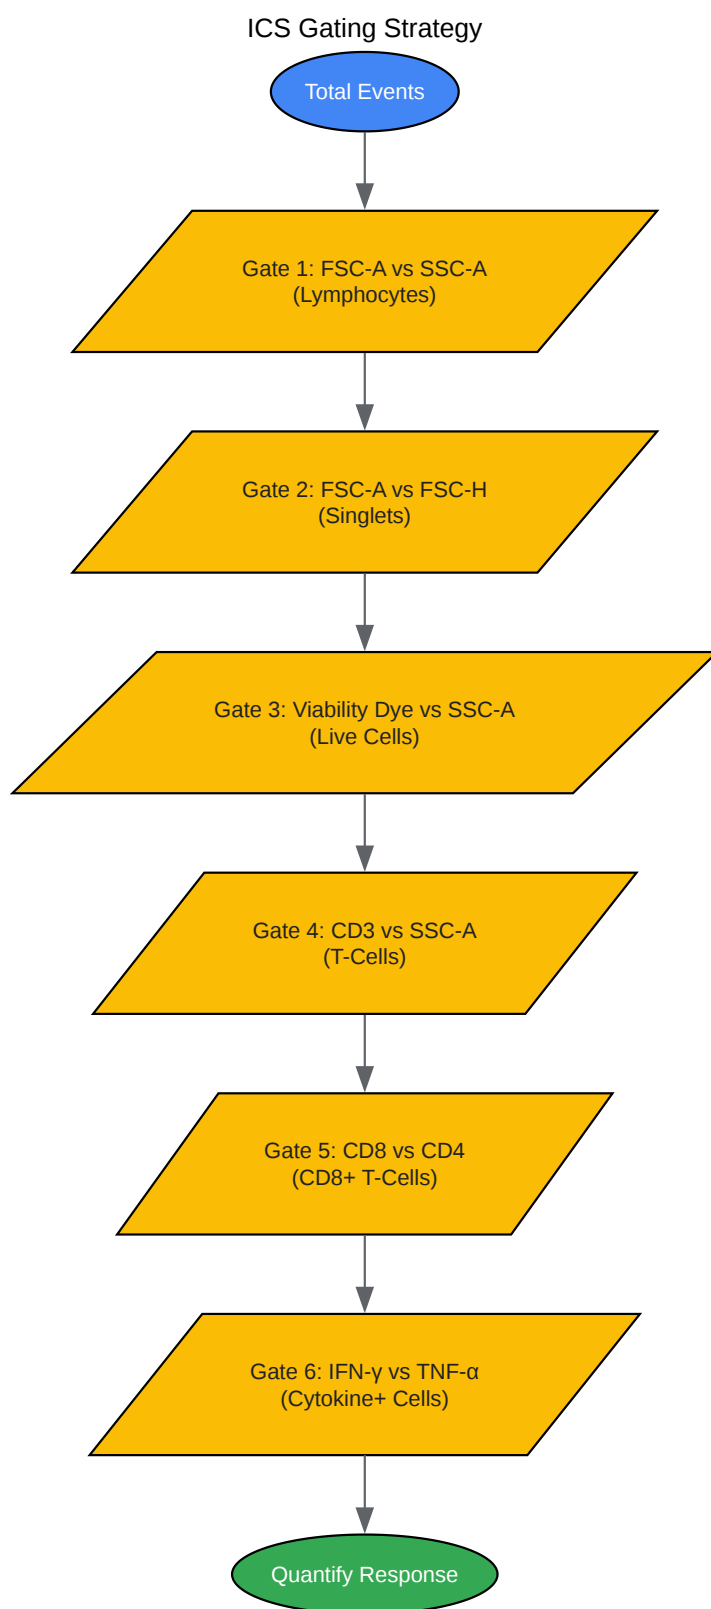 ICS Gating Strategy
Total Events
Gate 1: FSC-A vs SSC-A
(Lymphocytes)
Gate 2: FSC-A vs FSC-H
(Singlets)
Gate 3: Viability Dye vs SSC-A
(Live Cells)
Gate 4: CD3 vs SSC-A
(T-Cells)
Gate 5: CD8 vs CD4
(CD8+ T-Cells)
Gate 6: IFN-γ vs TNF-α
(Cytokine+ Cells)
Quantify Response